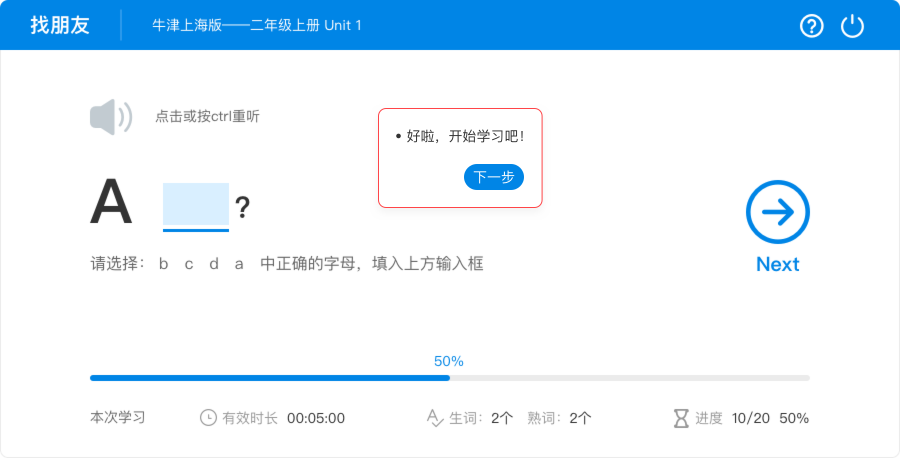 找朋友
牛津上海版——二年级上册 Unit 1
点击或按ctrl重听
• 好啦，开始学习吧！
下一步
A ?
请选择： b c d a 中正确的字母，填入上方输入框
Next
50%
本次学习 有效时长 00:05:00 生词： 2个 熟词： 2个 进度 10/20 50%